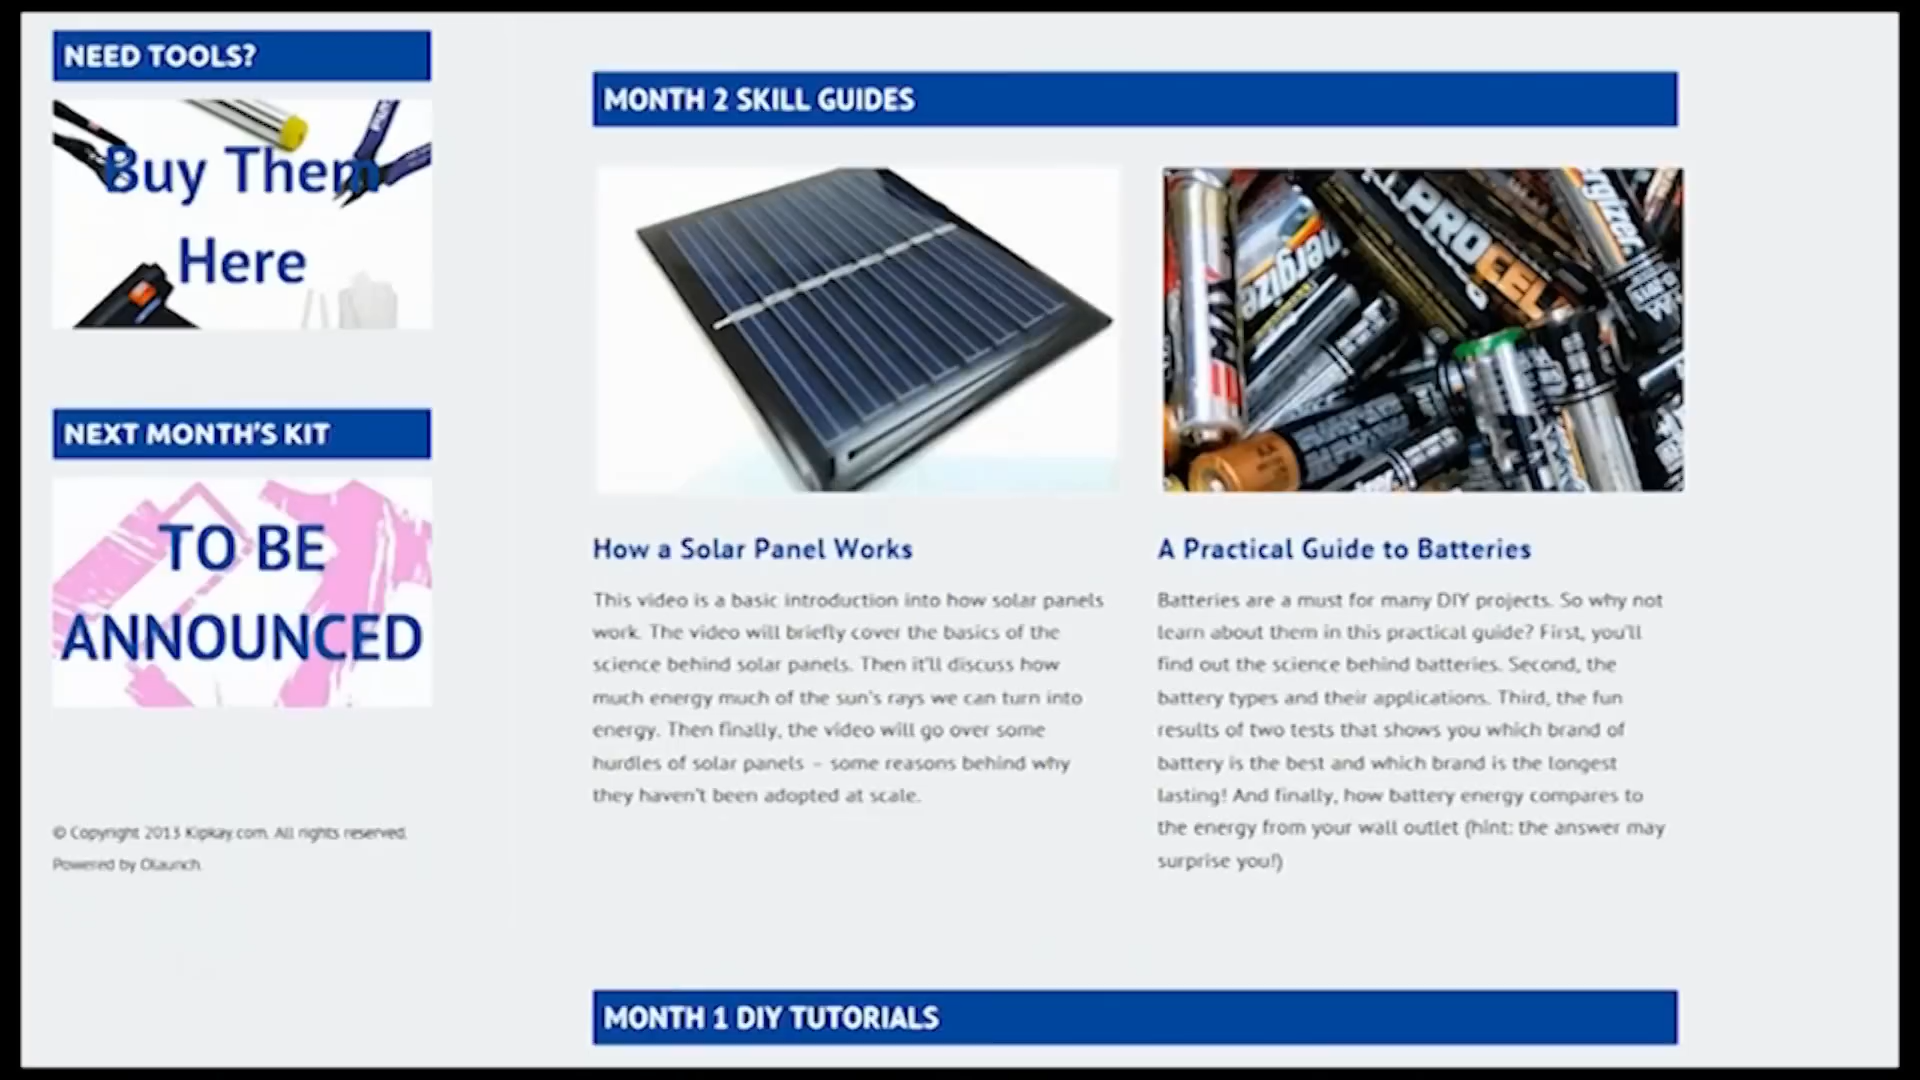 NEED TOOLS?
Buy Them
Here
NEXT MONTH'S KIT
TO BE
ANNOUNCED
© Copyright 2013 Kipkay.com. All rights reserved.
Powered by Olaunch.
MONTH 2 SKILL GUIDES
energizer
PROCELL
energizer
MAX
How a Solar Panel Works
This video is a basic introduction into how solar panels
work. The video will briefly cover the basics of the
science behind solar panels. Then it'll discuss how
much energy much of the sun's rays we can turn into
energy. Then finally, the video will go over some
hurdles of solar panels – some reasons behind why
they haven't been adopted at scale.
A Practical Guide to Batteries
Batteries are a must for many DIY projects. So why not
learn about them in this practical guide? First, you'll
find out the science behind batteries. Second, the
battery types and their applications. Third, the fun
results of two tests that shows you which brand of
battery is the best and which brand is the longest
lasting! And finally, how battery energy compares to
the energy from your wall outlet (hint: the answer may
surprise you!)
MONTH 1 DIY TUTORIALS